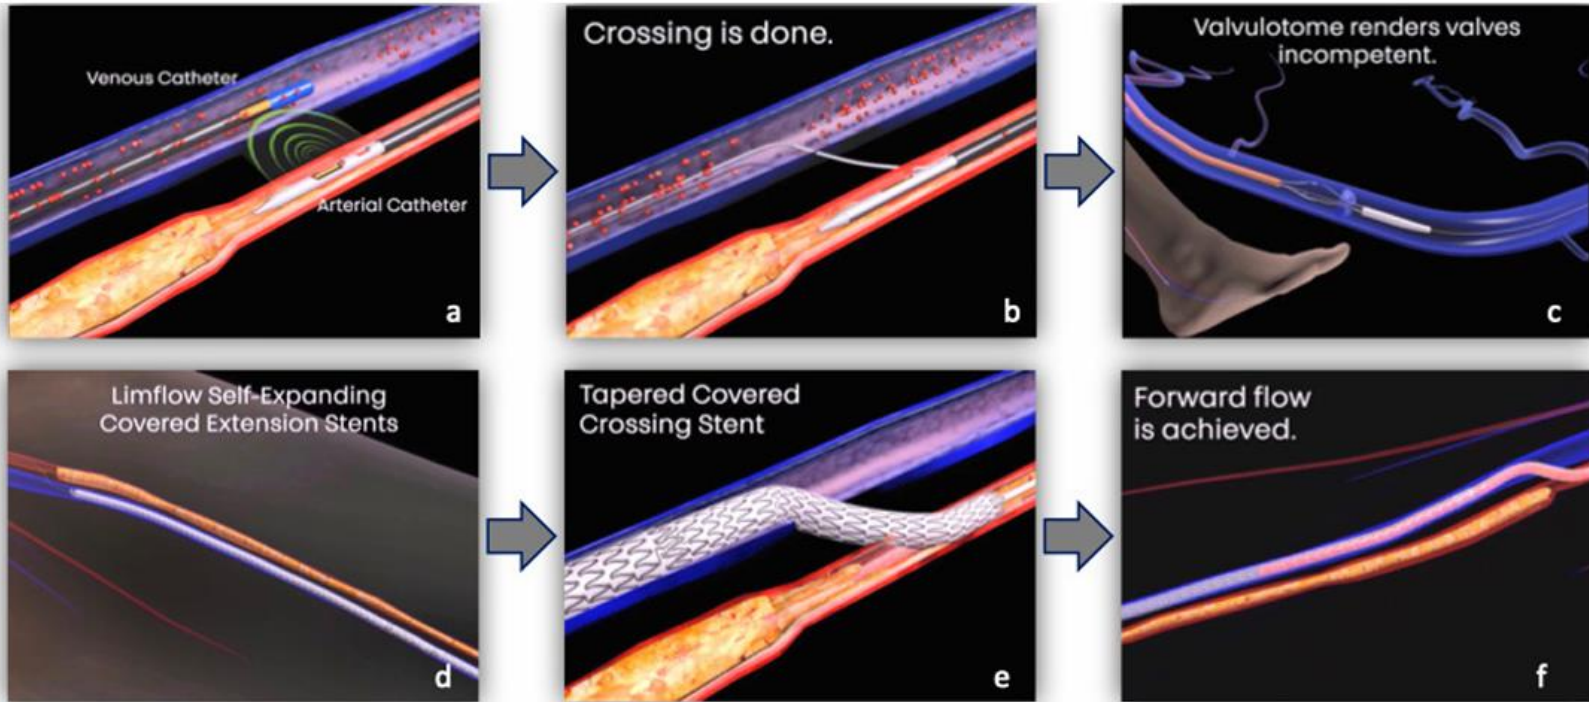 Venous Catheter
Arterial Catheter
a
Crossing is done.
b
Valvulotome renders valves
incompetent.
c
Limflow Self-Expanding
Covered Extension Stents
d
Tapered Covered
Crossing Stent
e
Forward flow
is achieved.
f